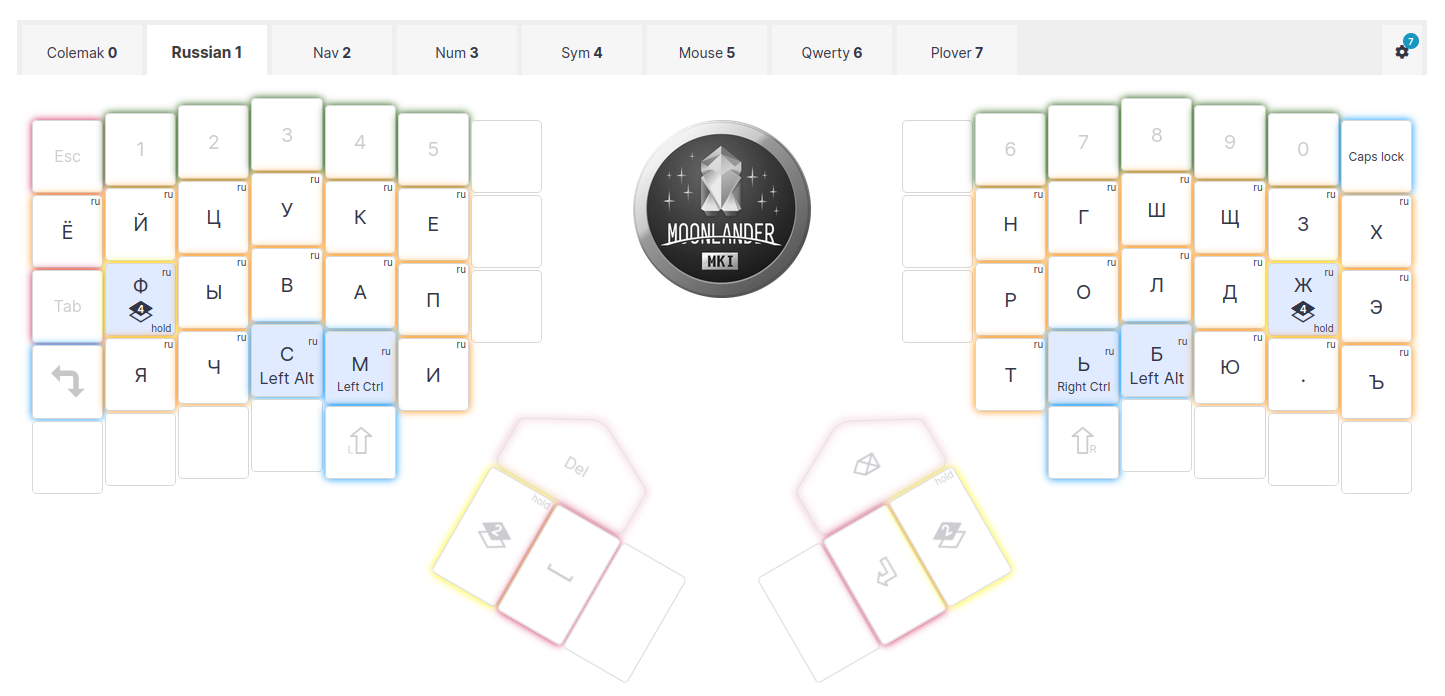 Colemak 0 Russian 1 Nav 2 Num 3 Sym 4 Mouse 5 Qwerty 6 Plover 7 7
Esc 1 2 3 4 5 6 7 8 9 0 Caps lock
ru ru ru ru ru ru ru ru ru ru ru ru
Ё Й Ц У К Е Н Г Ш Щ З Х
MOONLANDER
MKI
ru ru ru ru ru ru ru ru ru ru ru
Tab Ф Ы В А П Р О Л Д Ж Э
4 4
hold hold
ru ru ru ru ru ru ru ru ru ru ru
Я Ч С М И Т Ь Б Ю . Ъ
Left Alt Left Ctrl Right Ctrl Left Alt
L R
Del
hold hold
2 2